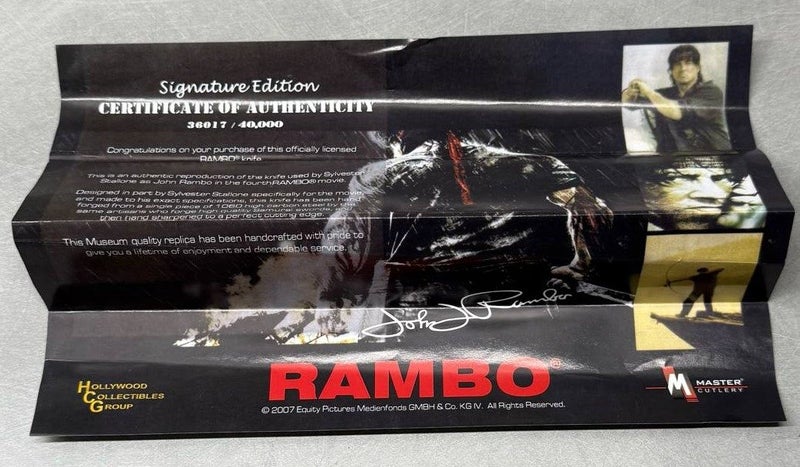 Signature Edition
CERTIFICATE OF AUTHENTICITY
36017 / 40,000
Congratulations on your purchase of this officially licensed
RAMBO® knife
This is an authentic reproduction of the knife used by Sylvester
Stallone as John Rambo in the fourth RAMBO® movie.
Designed in part by Sylvester Stallone specifically for the movie
and made to his exact specifications, this knife has been hand
forged from a single piece of 1060 high carbon steel by the
same artisans who forge high quality Samurai swords,
then hand sharpened to a perfect cutting edge.
This Museum quality replica has been handcrafted with pride to
give you a lifetime of enjoyment and dependable service.
John J Rambo
RAMBO®
HOLLYWOOD
COLLECTIBLES
GROUP
© 2007 Equity Pictures Medienfonds GMBH & Co. KG IV. All Rights Reserved.
M MASTER
CUTLERY